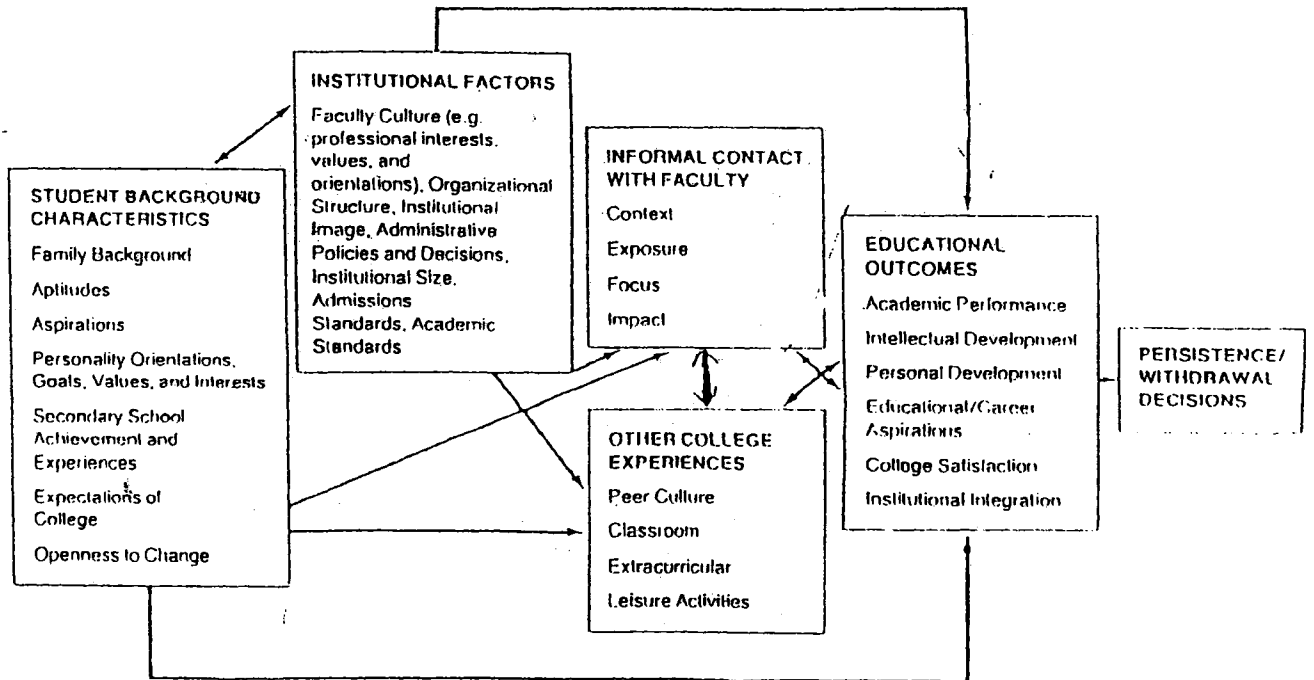 STUDENT BACKGROUND
CHARACTERISTICS
Family Background
Aptitudes
Aspirations
Personality Orientations,
Goals, Values, and Interests
Secondary School
Achievement and
Experiences
Expectations of
College
Openness to Change
INSTITUTIONAL FACTORS
Faculty Culture (e.g.
professional interests,
values, and
orientations), Organizational
Structure, Institutional
Image, Administrative
Policies and Decisions,
Institutional Size,
Admissions
Standards, Academic
Standards
INFORMAL CONTACT
WITH FACULTY
Context
Exposure
Focus
Impact
OTHER COLLEGE
EXPERIENCES
Peer Culture
Classroom
Extracurricular
Leisure Activities
EDUCATIONAL
OUTCOMES
Academic Performance
Intellectual Development
Personal Development
Educational/Career
Aspirations
College Satisfaction
Institutional Integration
PERSISTENCE/
WITHDRAWAL
DECISIONS